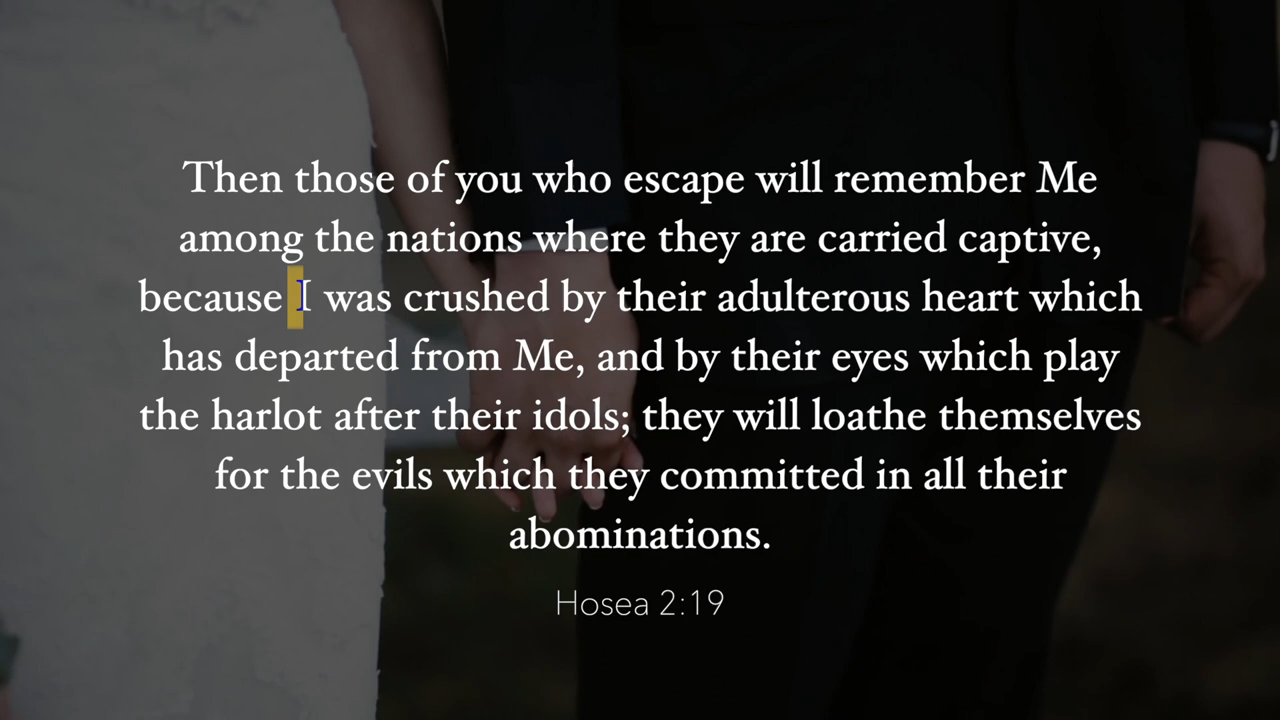 Then those of you who escape will remember Me
among the nations where they are carried captive,
because I was crushed by their adulterous heart which
has departed from Me, and by their eyes which play
the harlot after their idols; they will loathe themselves
for the evils which they committed in all their
abominations.
Hosea 2:19